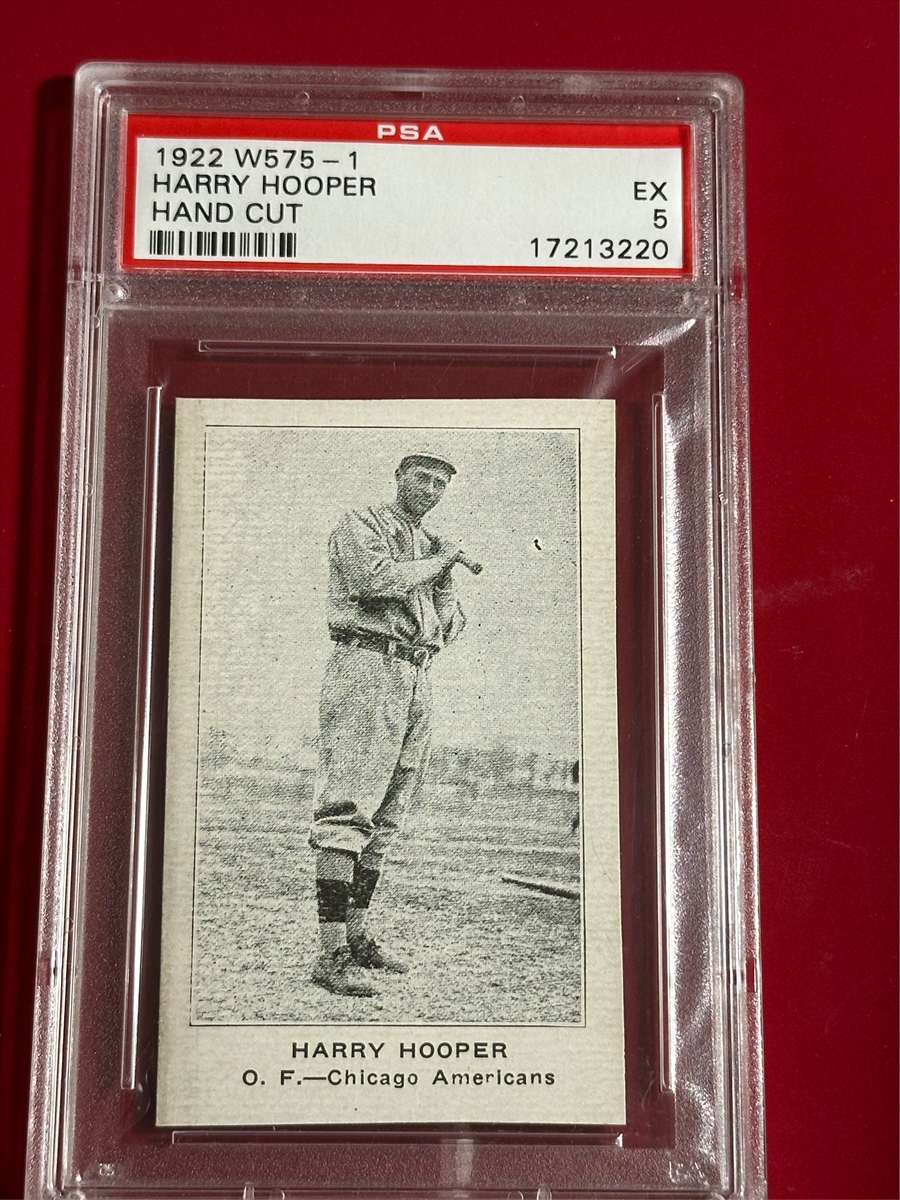 PSA
1922 W575-1
HARRY HOOPER
EX
HAND CUT
5
17213220
HARRY HOOPER
O. F.—Chicago Americans